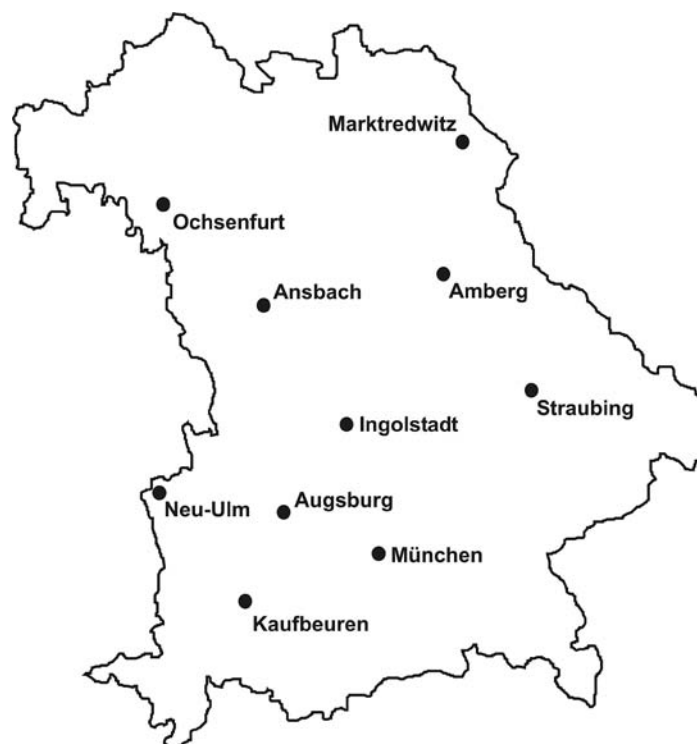 Marktredwitz
Ochsenfurt
Ansbach
Amberg
Straubing
Ingolstadt
Neu-Ulm
Augsburg
München
Kaufbeuren